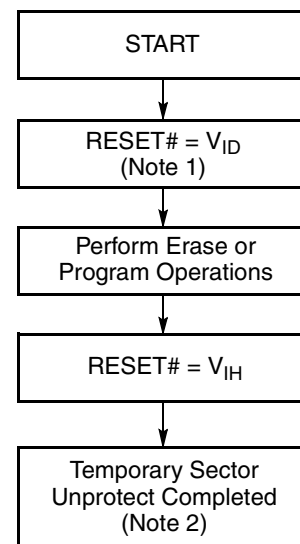 START
RESET# = V_ID
(Note 1)
Perform Erase or
Program Operations
RESET# = V_IH
Temporary Sector
Unprotect Completed
(Note 2)